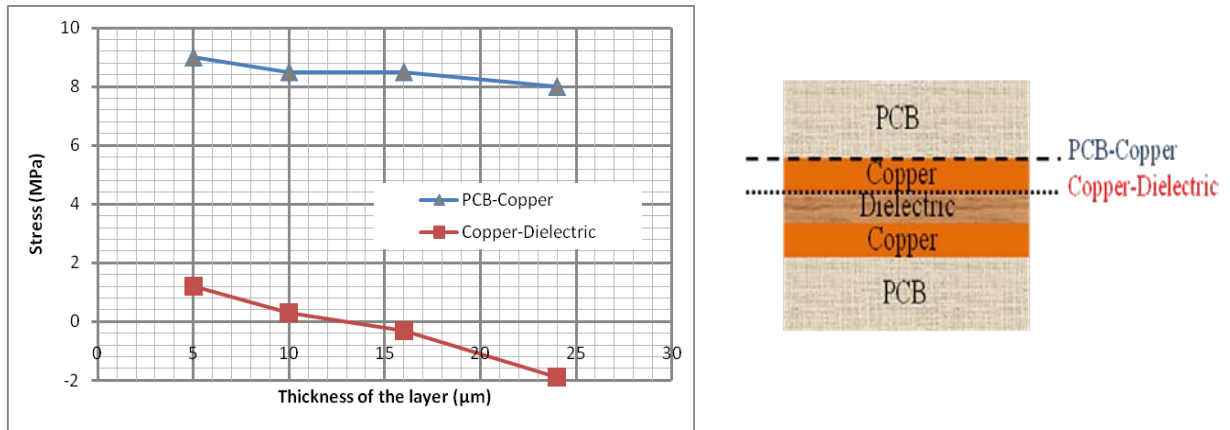 10
8
6
4
2
0
-2
Stress (MPa)
0 5 10 15 20 25 30
Thickness of the layer (µm)
PCB-Copper
Copper-Dielectric
PCB
Copper
Dielectric
Copper
PCB
PCB-Copper
Copper-Dielectric